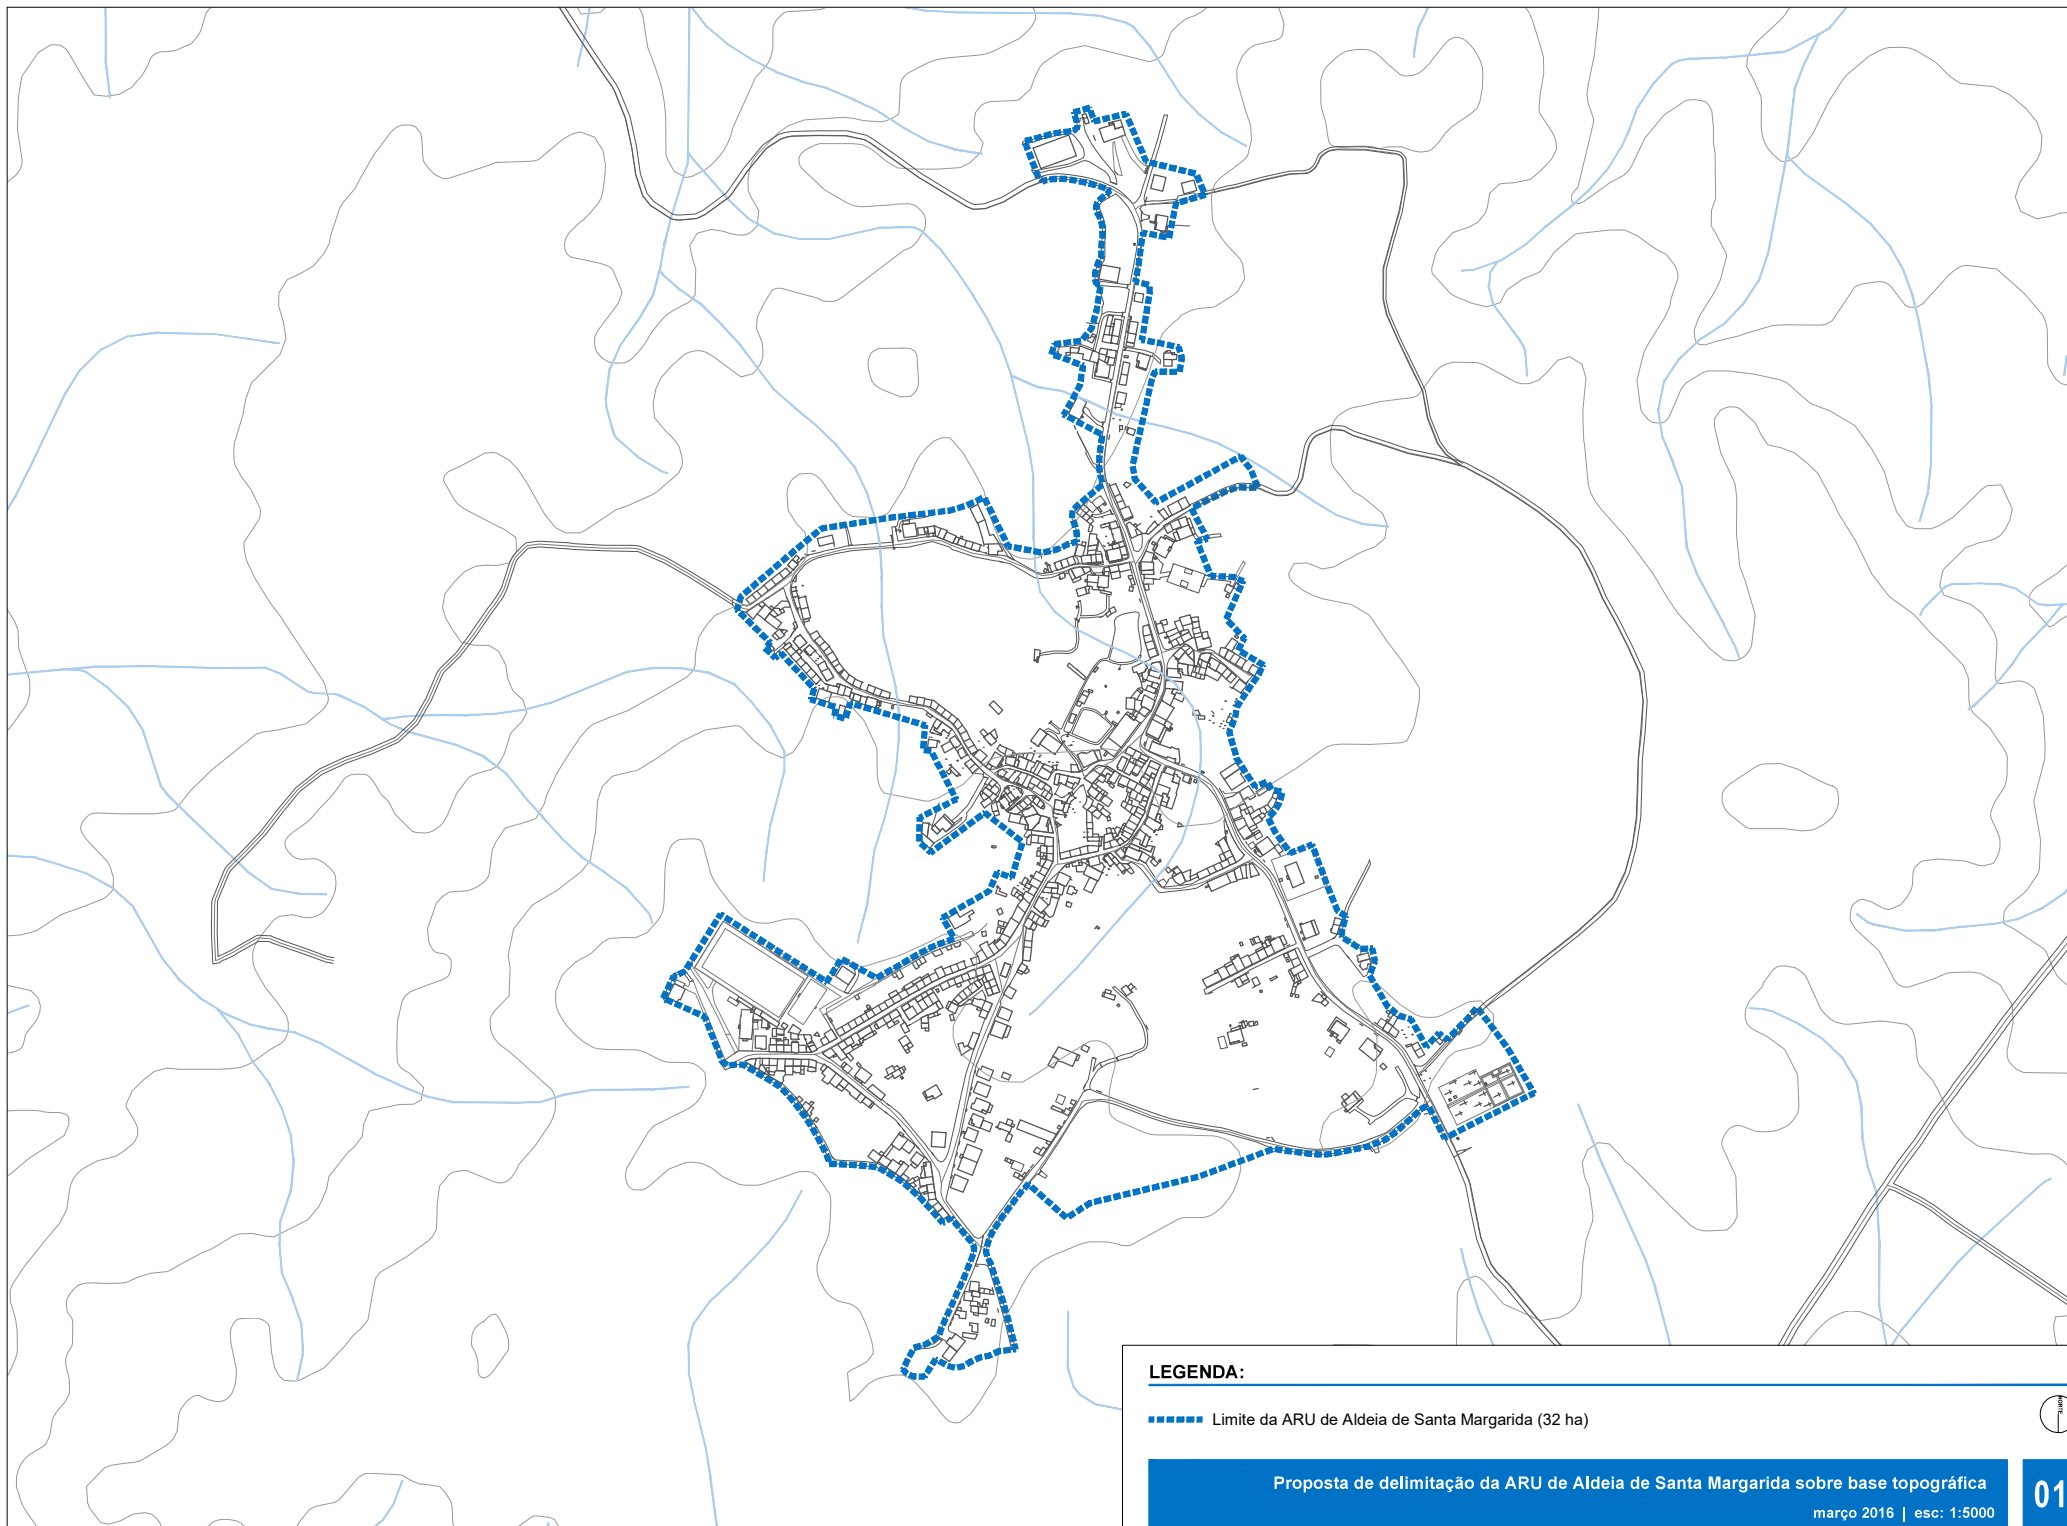 LEGENDA:
Limite da ARU de Aldeia de Santa Margarida (32 ha)
NORTE
Proposta de delimitação da ARU de Aldeia de Santa Margarida sobre base topográfica
março 2016 | esc: 1:5000
01